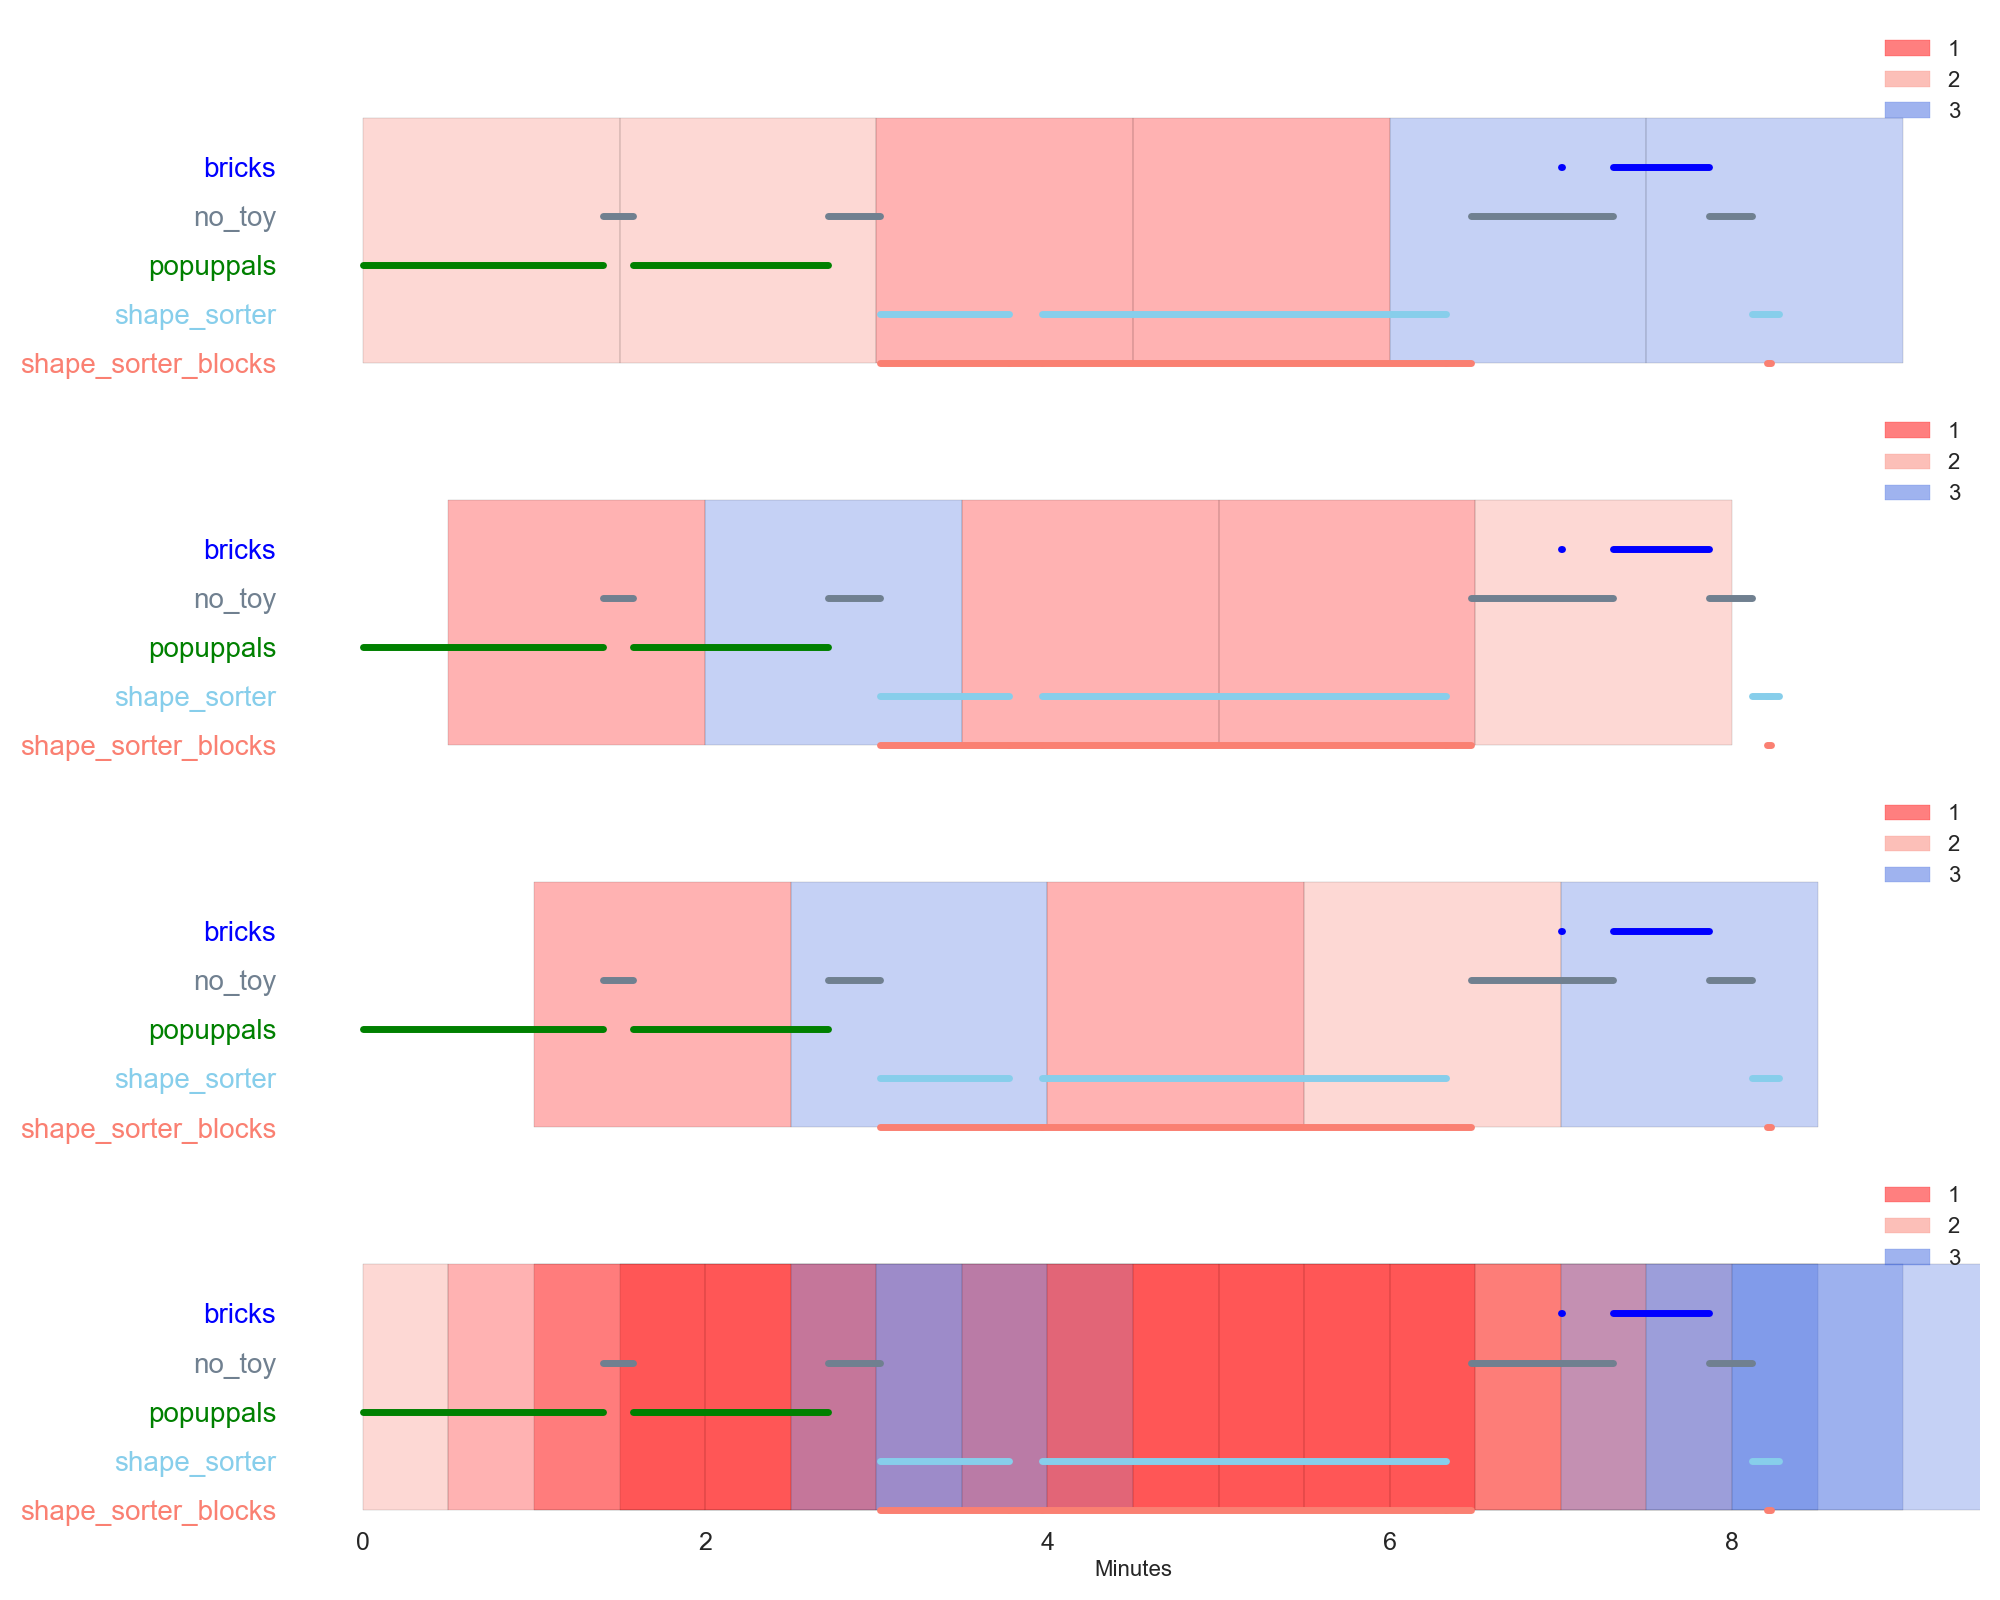 1
2
3
bricks
no_toy
popuppals
shape_sorter
shape_sorter_blocks
1
2
3
bricks
no_toy
popuppals
shape_sorter
shape_sorter_blocks
1
2
3
bricks
no_toy
popuppals
shape_sorter
shape_sorter_blocks
1
2
3
bricks
no_toy
popuppals
shape_sorter
shape_sorter_blocks
0 2 4 6 8
Minutes